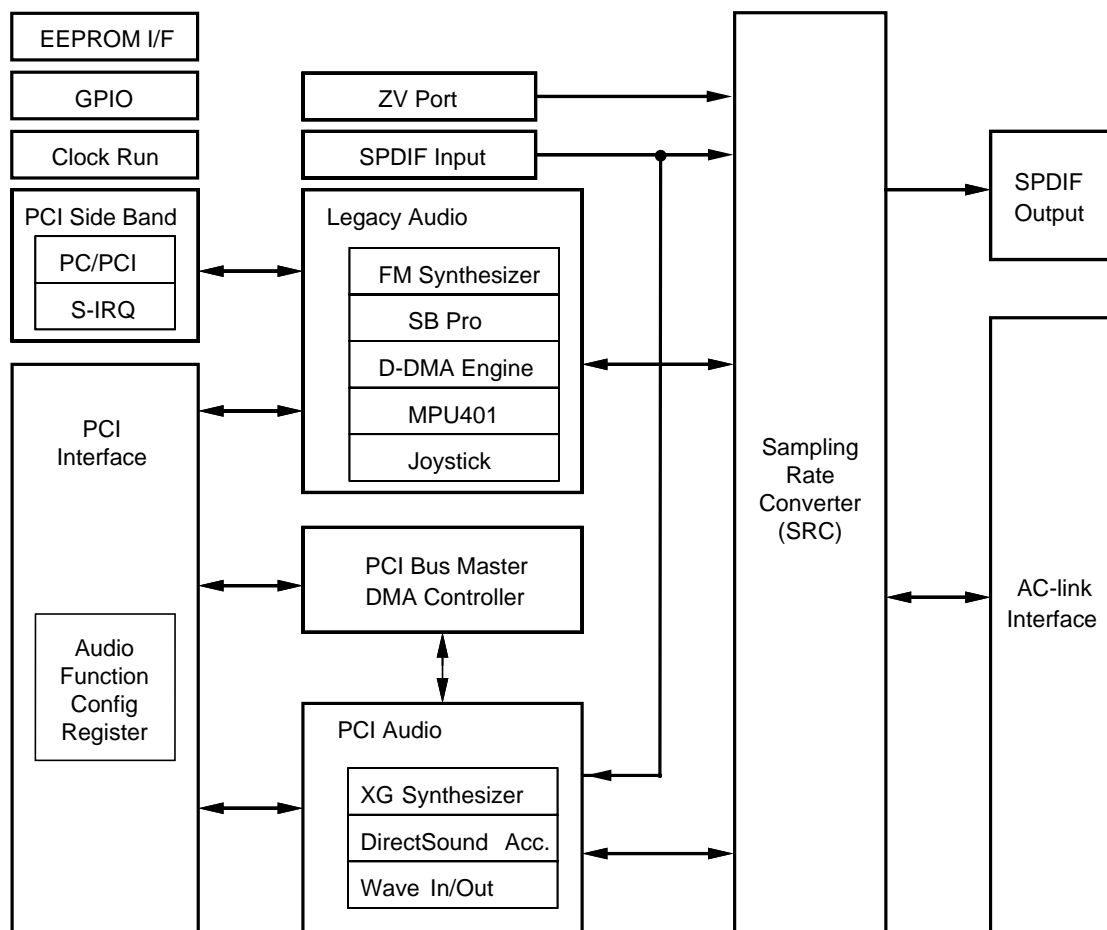 EEPROM I/F
GPIO
Clock Run
PCI Side Band
PC/PCI
S-IRQ
PCI
Interface
Audio
Function
Config
Register
ZV Port
SPDIF Input
Legacy Audio
FM Synthesizer
SB Pro
D-DMA Engine
MPU401
Joystick
PCI Bus Master
DMA Controller
PCI Audio
XG Synthesizer
DirectSound Acc.
Wave In/Out
Sampling
Rate
Converter
(SRC)
SPDIF
Output
AC-link
Interface